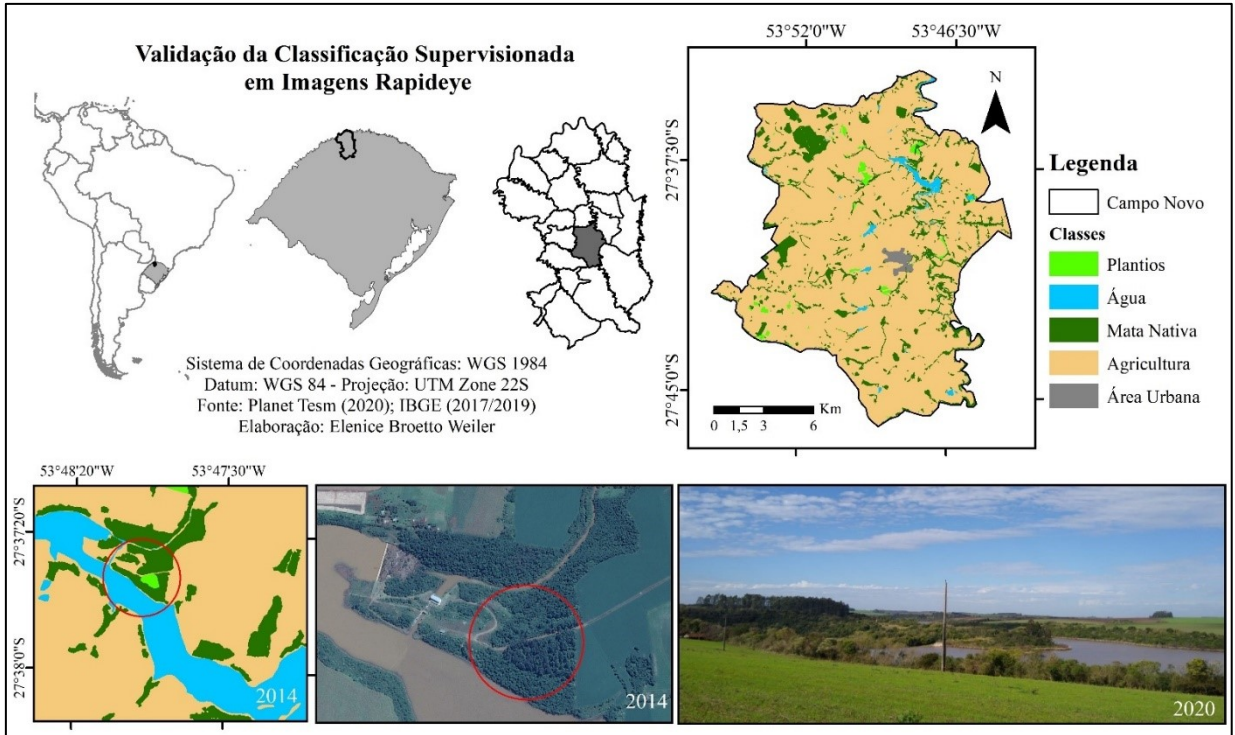 Validação da Classificação Supervisionada
em Imagens Rapideye
Sistema de Coordenadas Geográficas: WGS 1984
Datum: WGS 84 - Projeção: UTM Zone 22S
Fonte: Planet Tesm (2020); IBGE (2017/2019)
Elaboração: Elenice Broetto Weiler
53°52'0"W 53°46'30"W
27°37'30"S
27°45'0"S
N
Km
0 1,5 3 6
Legenda
Campo Novo
Classes
Plantios
Água
Mata Nativa
Agricultura
Área Urbana
53°48'20"W 53°47'30"W
27°37'20"S
27°38'0"S
2014
2014
2020